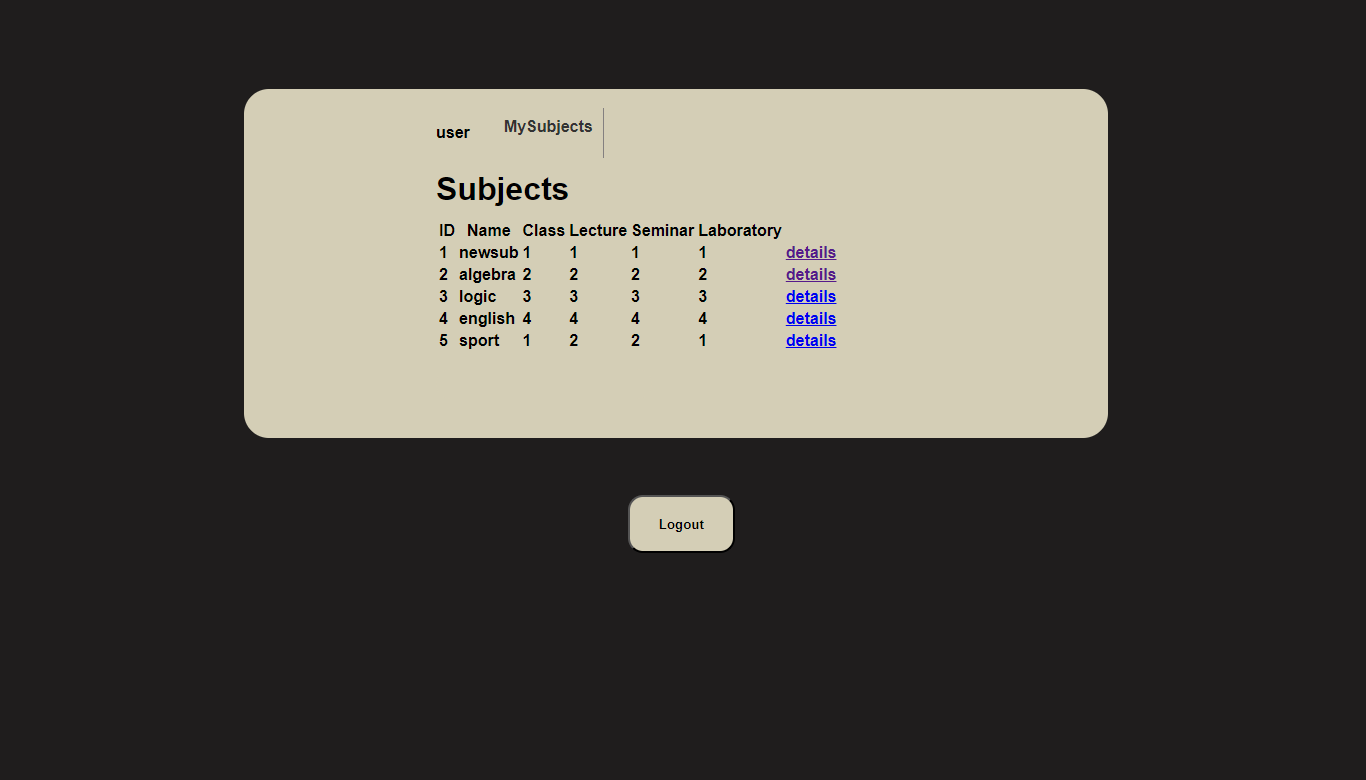 user MySubjects
Subjects
ID Name Class Lecture Seminar Laboratory
1 newsub 1 1 1 1 details
2 algebra 2 2 2 2 details
3 logic 3 3 3 3 details
4 english 4 4 4 4 details
5 sport 1 2 2 1 details
Logout